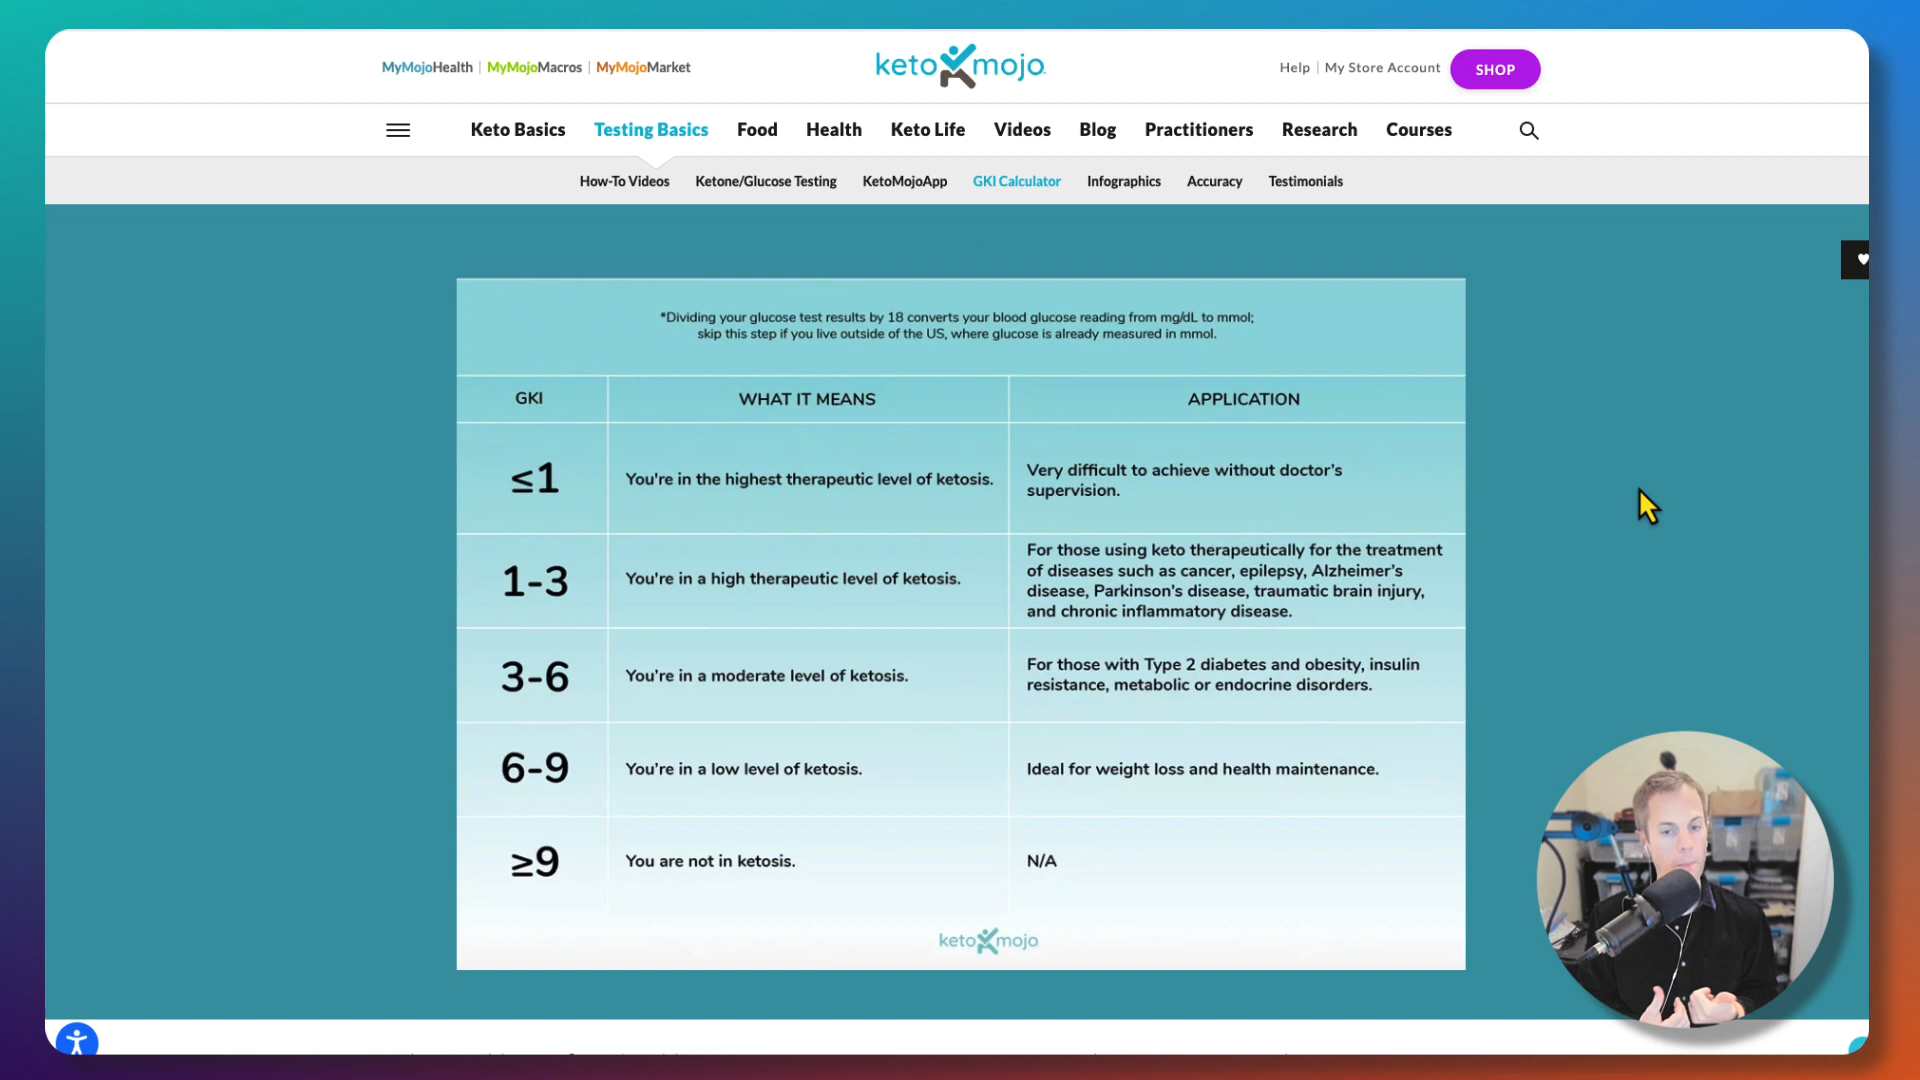 MyMojoHealth | MyMojoMacros | MyMojoMarket
keto mojo
Help | My Store Account
SHOP
Keto Basics Testing Basics Food Health Keto Life Videos Blog Practitioners Research Courses
How-To Videos Ketone/Glucose Testing KetoMojoApp GKI Calculator Infographics Accuracy Testimonials
*Dividing your glucose test results by 18 converts your blood glucose reading from mg/dL to mmol;
skip this step if you live outside of the US, where glucose is already measured in mmol.
GKI WHAT IT MEANS APPLICATION
≤1
You're in the highest therapeutic level of ketosis.
Very difficult to achieve without doctor's
supervision.
1-3
You're in a high therapeutic level of ketosis.
For those using keto therapeutically for the treatment
of diseases such as cancer, epilepsy, Alzheimer's
disease, Parkinson's disease, traumatic brain injury,
and chronic inflammatory disease.
3-6
You're in a moderate level of ketosis.
For those with Type 2 diabetes and obesity, insulin
resistance, metabolic or endocrine disorders.
6-9
You're in a low level of ketosis.
Ideal for weight loss and health maintenance.
≥9
You are not in ketosis.
N/A
keto mojo